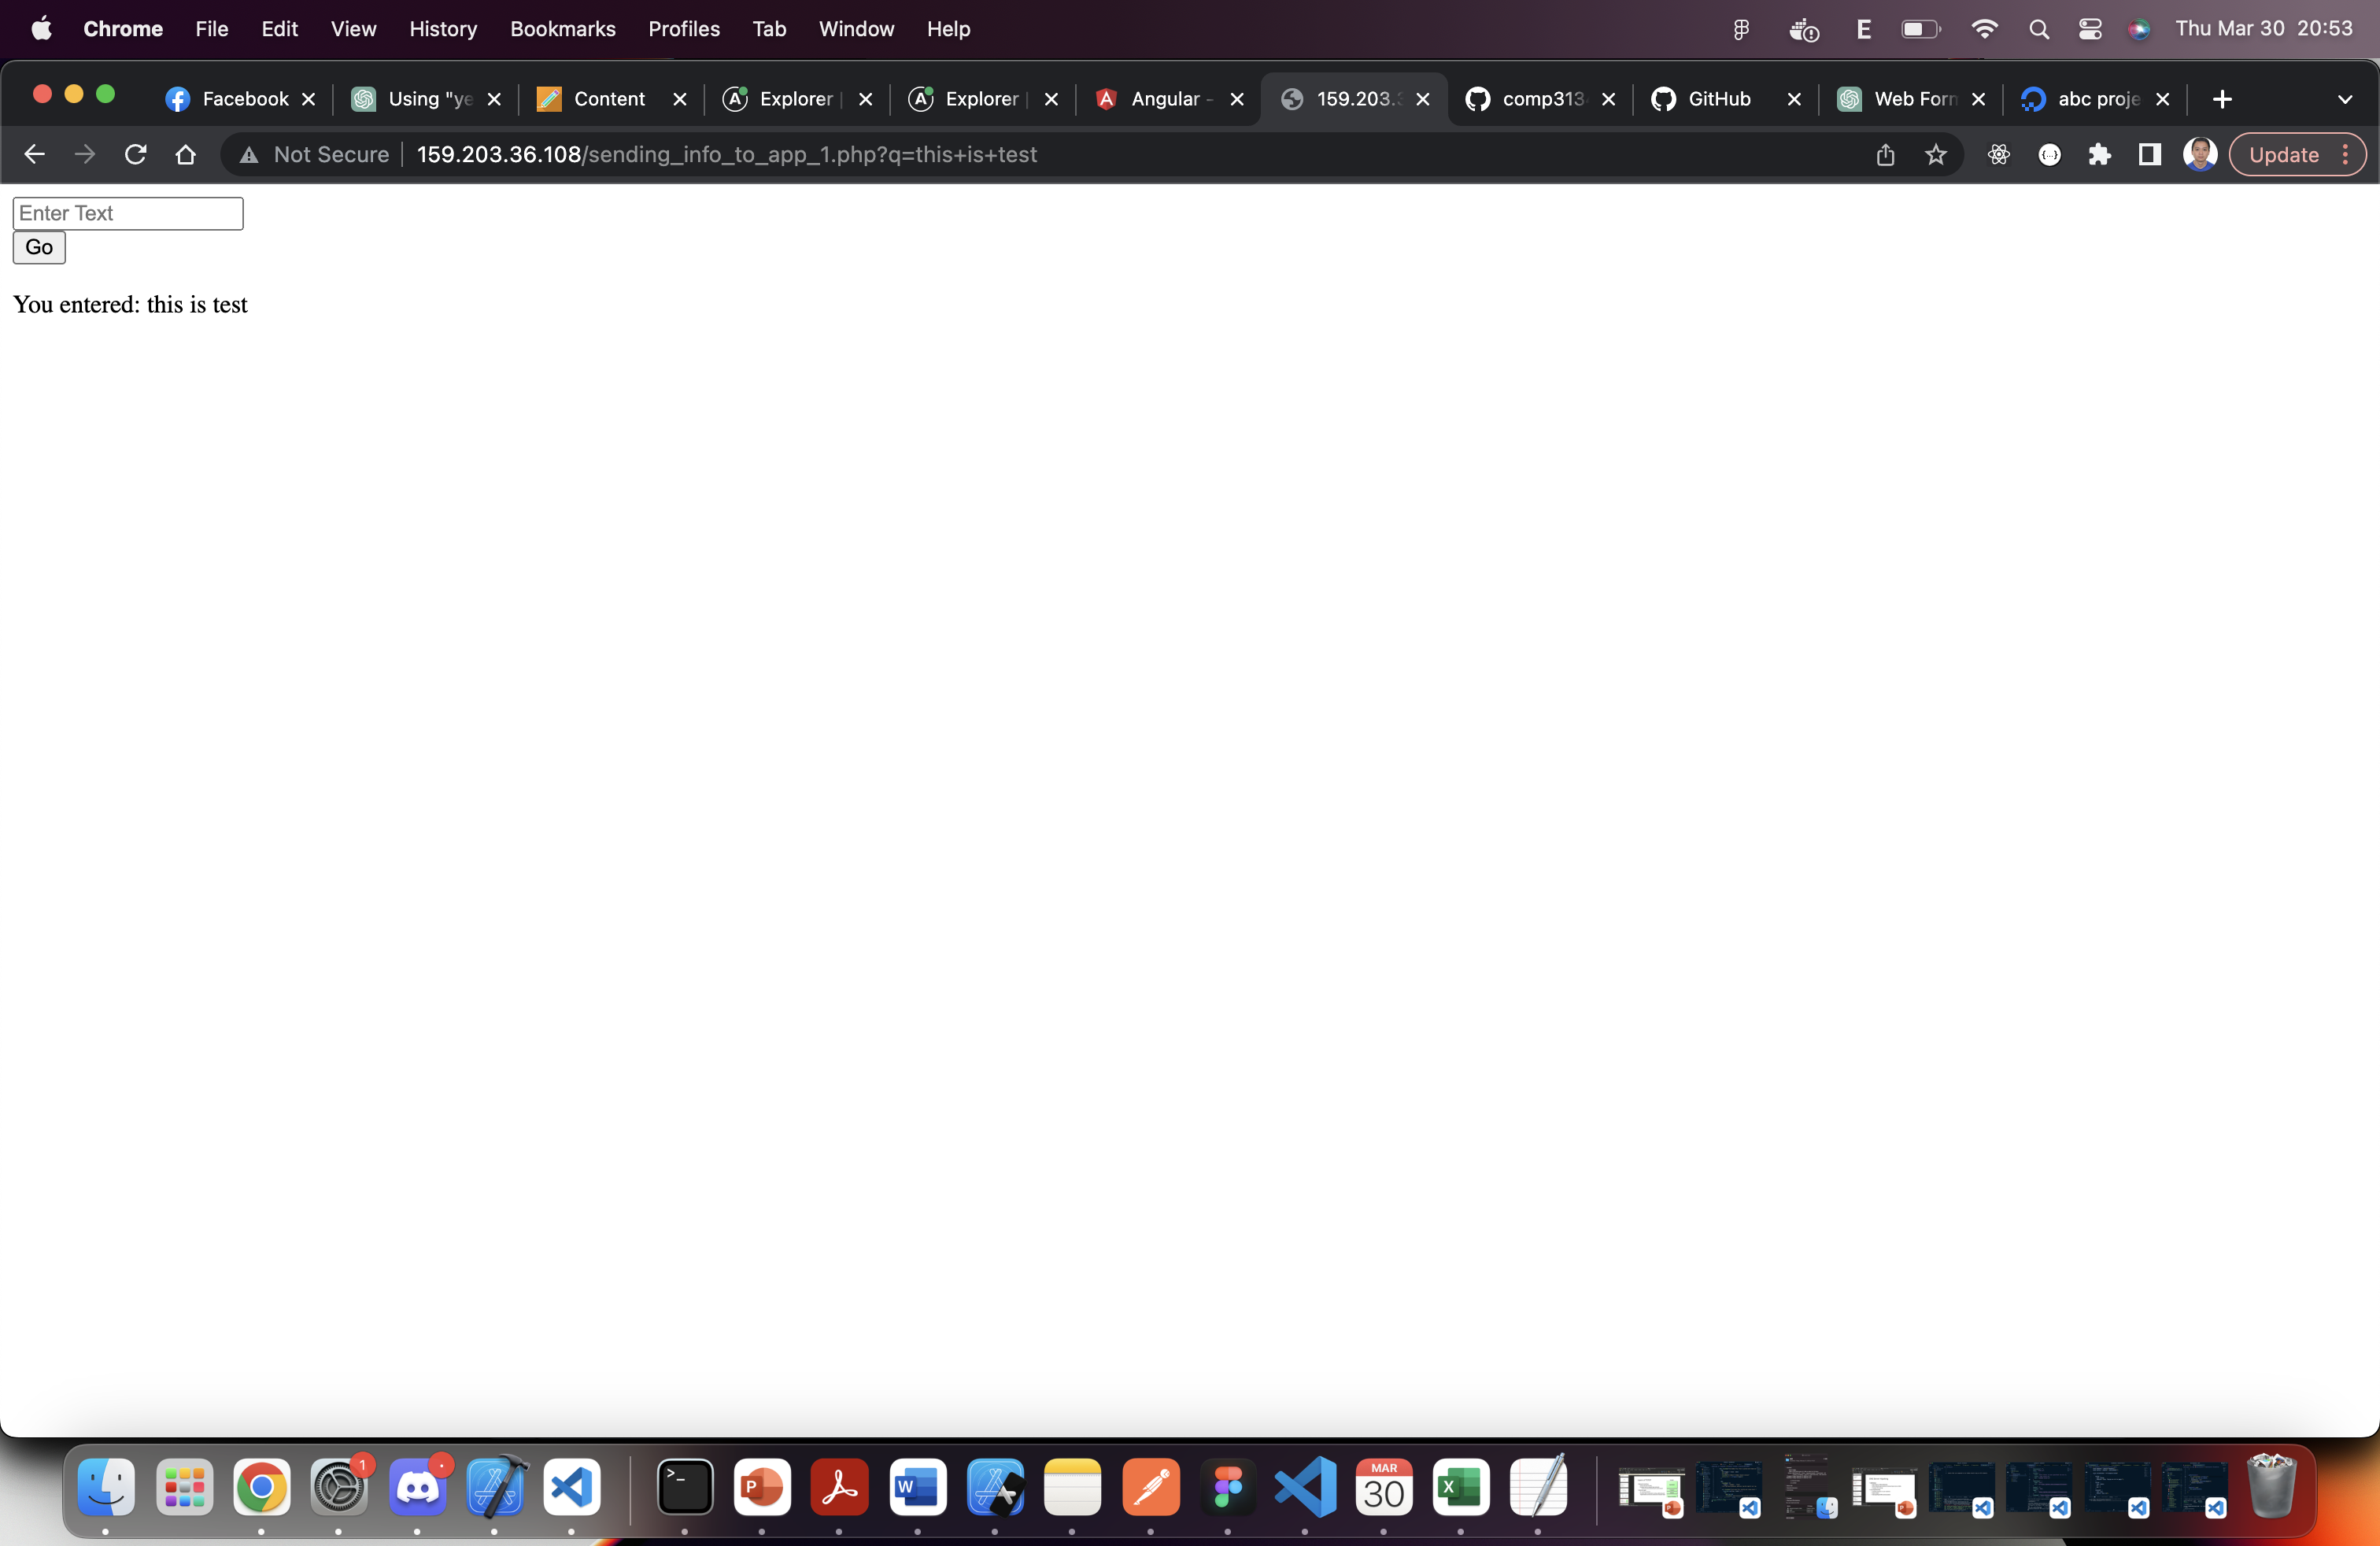 Chrome File Edit View History Bookmarks Profiles Tab Window Help E Thu Mar 30 20:53
Facebook Using "ye Content Explorer Explorer Angular - 159.203.3 comp313 GitHub Web Forn abc proje
Not Secure 159.203.36.108/sending_info_to_app_1.php?q=this+is+test Update
Enter Text
Go
You entered: this is test
1 MAR
>_ P W 30 X